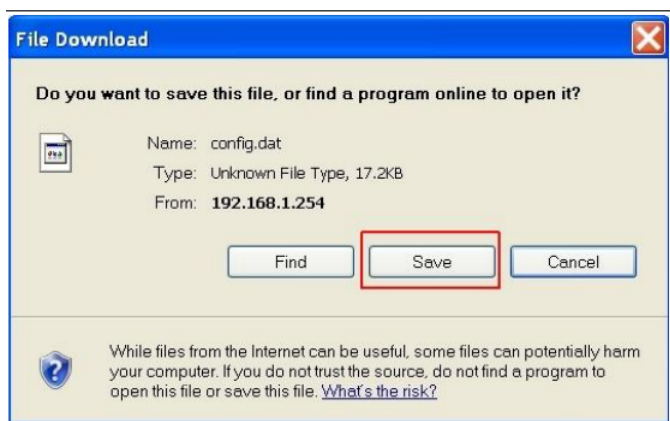 File Download
Do you want to save this file, or find a program online to open it?
Name: config.dat
Type: Unknown File Type, 17.2KB
From: 192.168.1.254
Find Save Cancel
While files from the Internet can be useful, some files can potentially harm
your computer. If you do not trust the source, do not find a program to
open this file or save this file. What's the risk?